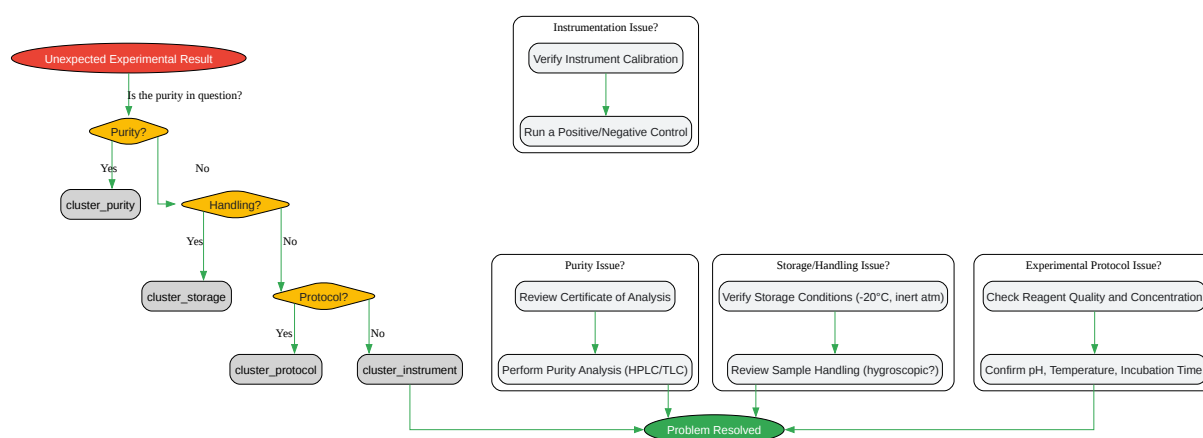 Instrumentation Issue?
Verify Instrument Calibration
Run a Positive/Negative Control
Unexpected Experimental Result
Is the purity in question?
Purity?
Yes
No
cluster_purity
Handling?
Yes
No
cluster_storage
Protocol?
Yes
No
cluster_protocol
cluster_instrument
Purity Issue?
Review Certificate of Analysis
Perform Purity Analysis (HPLC/TLC)
Storage/Handling Issue?
Verify Storage Conditions (-20°C, inert atm)
Review Sample Handling (hygroscopic?)
Experimental Protocol Issue?
Check Reagent Quality and Concentration
Confirm pH, Temperature, Incubation Time
Problem Resolved